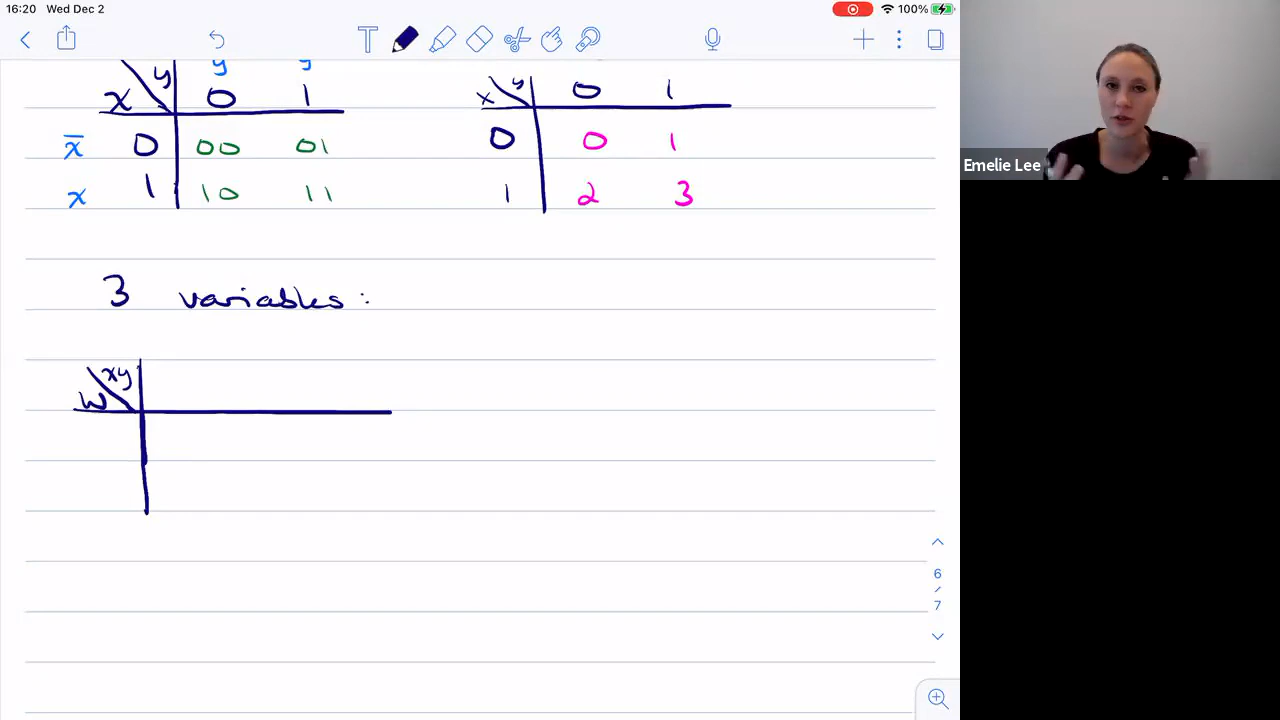 16:20 Wed Dec 2
100%
T
y y
x y 0 1
x̅ 0 00 01
x 1 10 11
x y 0 1
0 0 1
1 2 3
3 variables:
xy
w
6
/
7
Emelie Lee